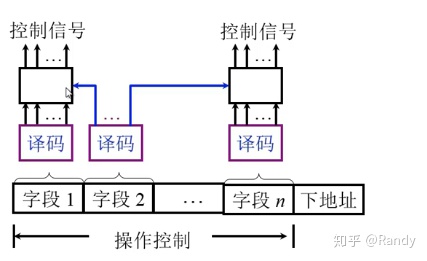 控制信号 控制信号
… …
… … …
译码 译码 译码
字段 1 字段 2 … 字段 n 下地址
操作控制
知乎 @Randy